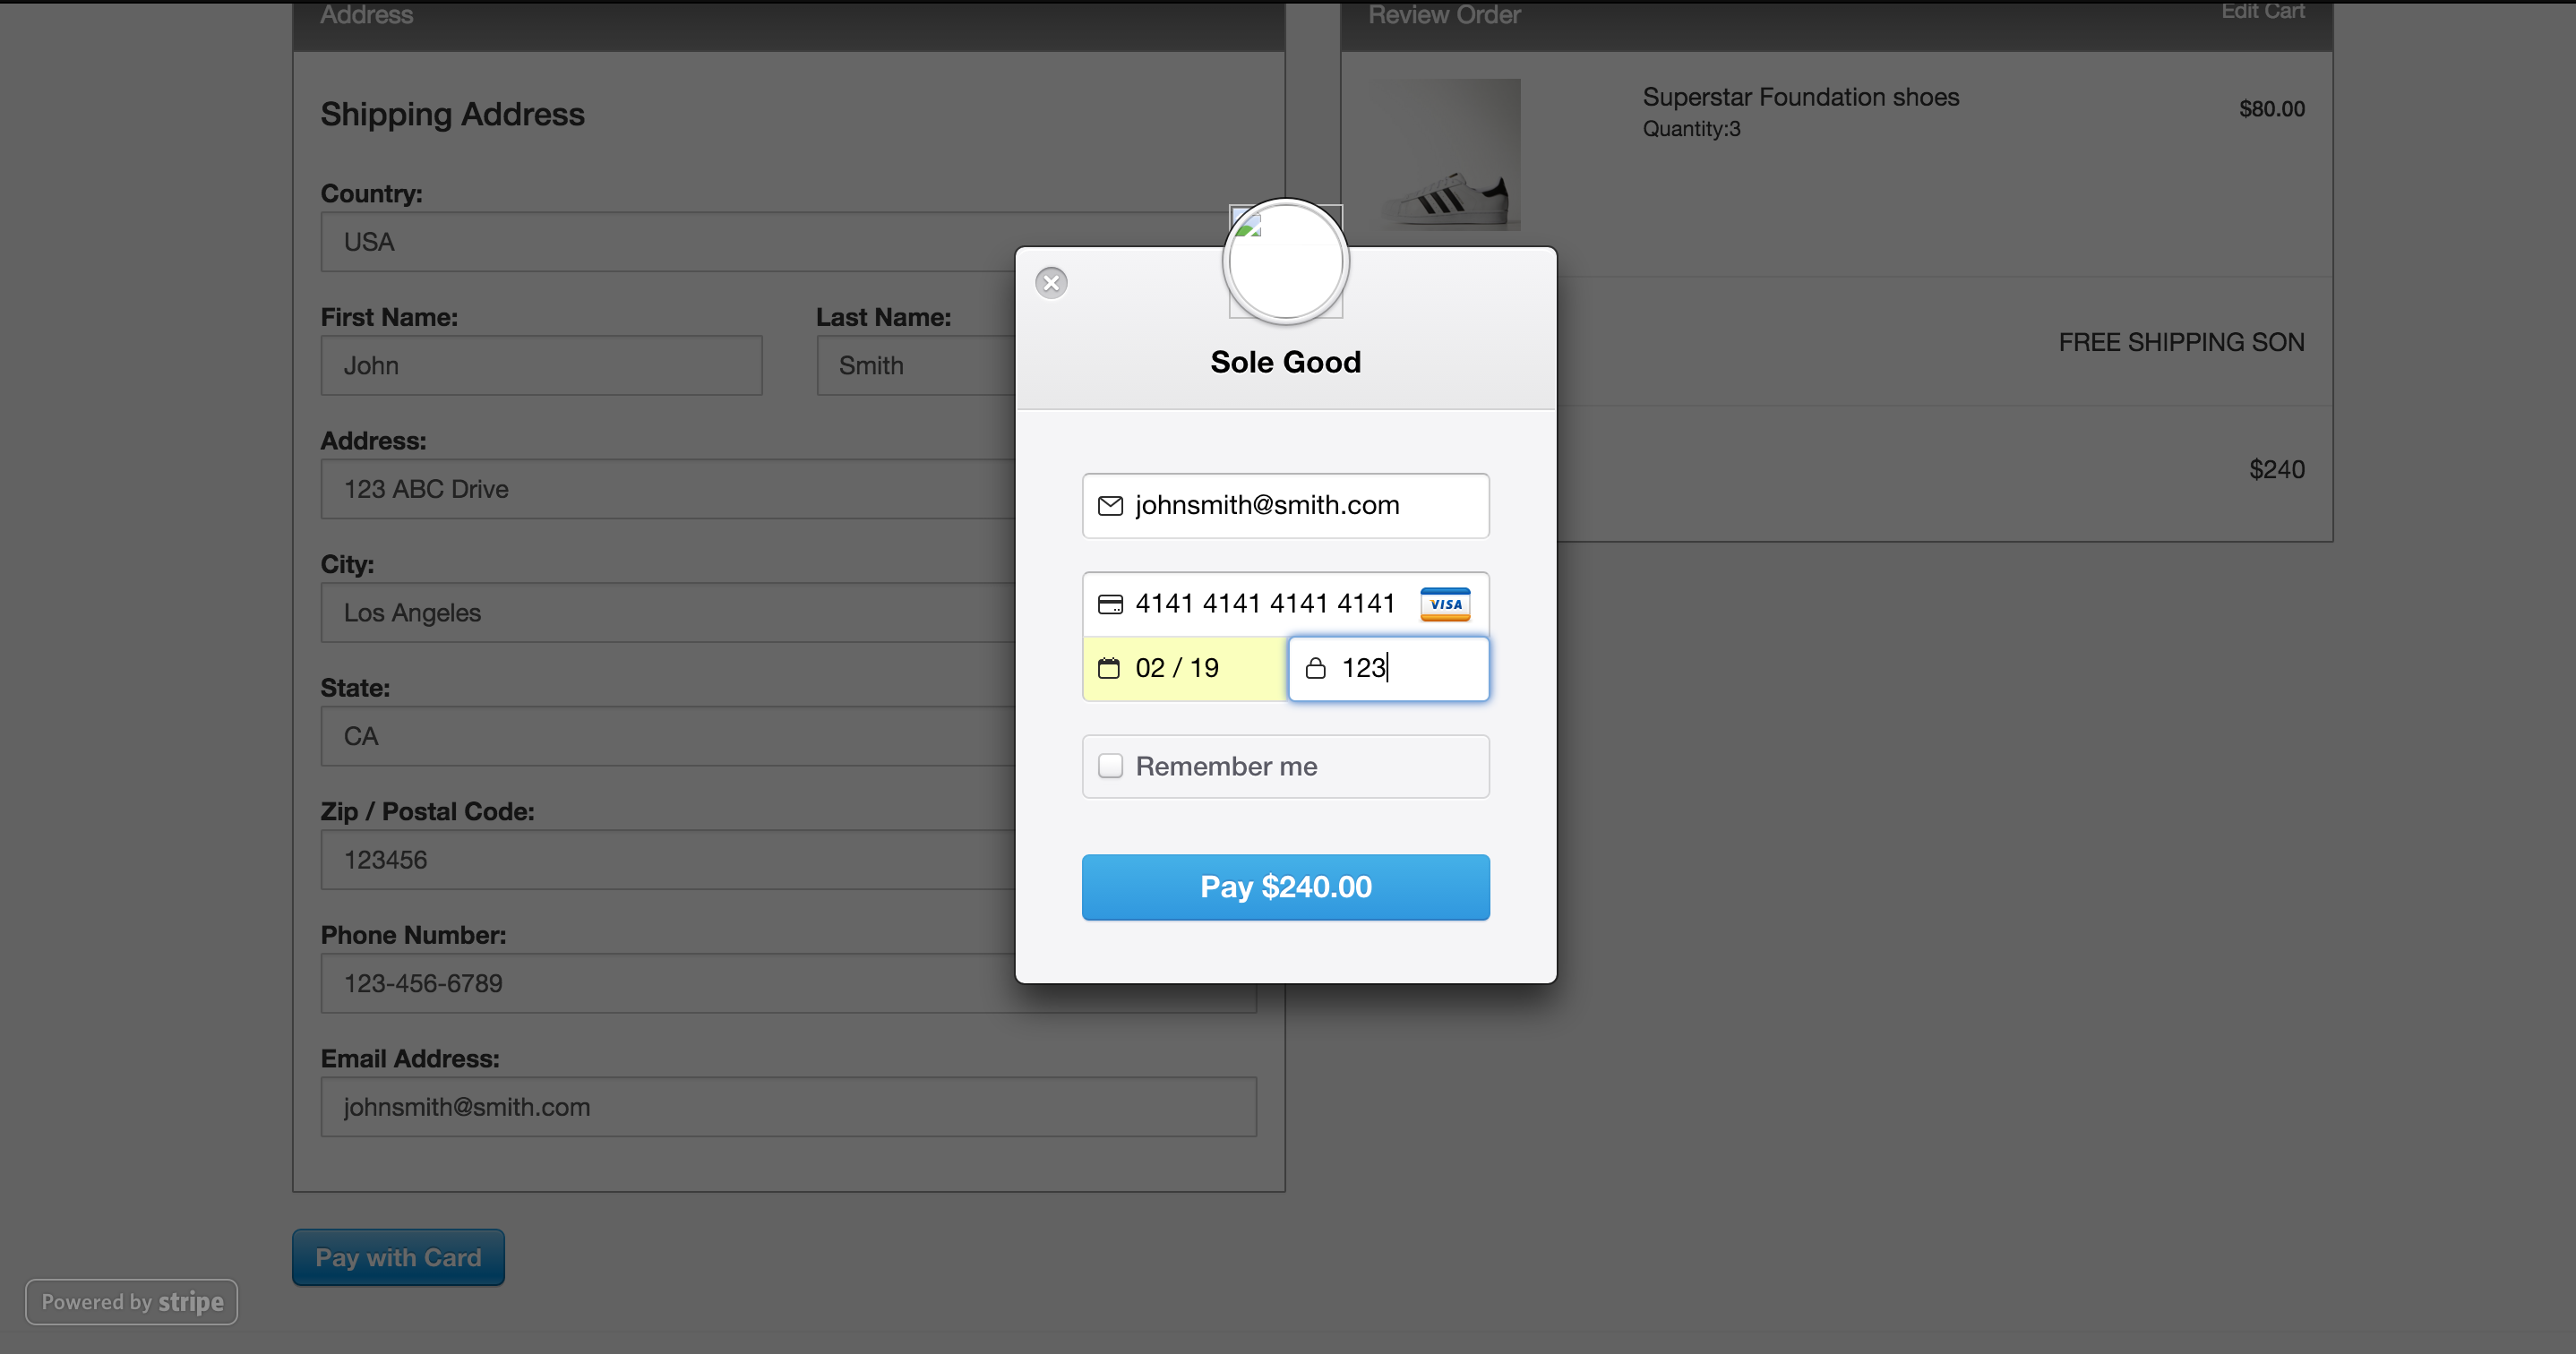 Address
Review Order
Edit Cart
Shipping Address
Superstar Foundation shoes
$80.00
Quantity:3
Country:
USA
First Name:
Last Name:
John
Smith
FREE SHIPPING SON
Address:
123 ABC Drive
$240
City:
Los Angeles
State:
CA
Zip / Postal Code:
123456
Phone Number:
123-456-6789
Email Address:
johnsmith@smith.com
Pay with Card
Powered by stripe
Sole Good
johnsmith@smith.com
4141 4141 4141 4141
VISA
02 / 19
123
Remember me
Pay $240.00